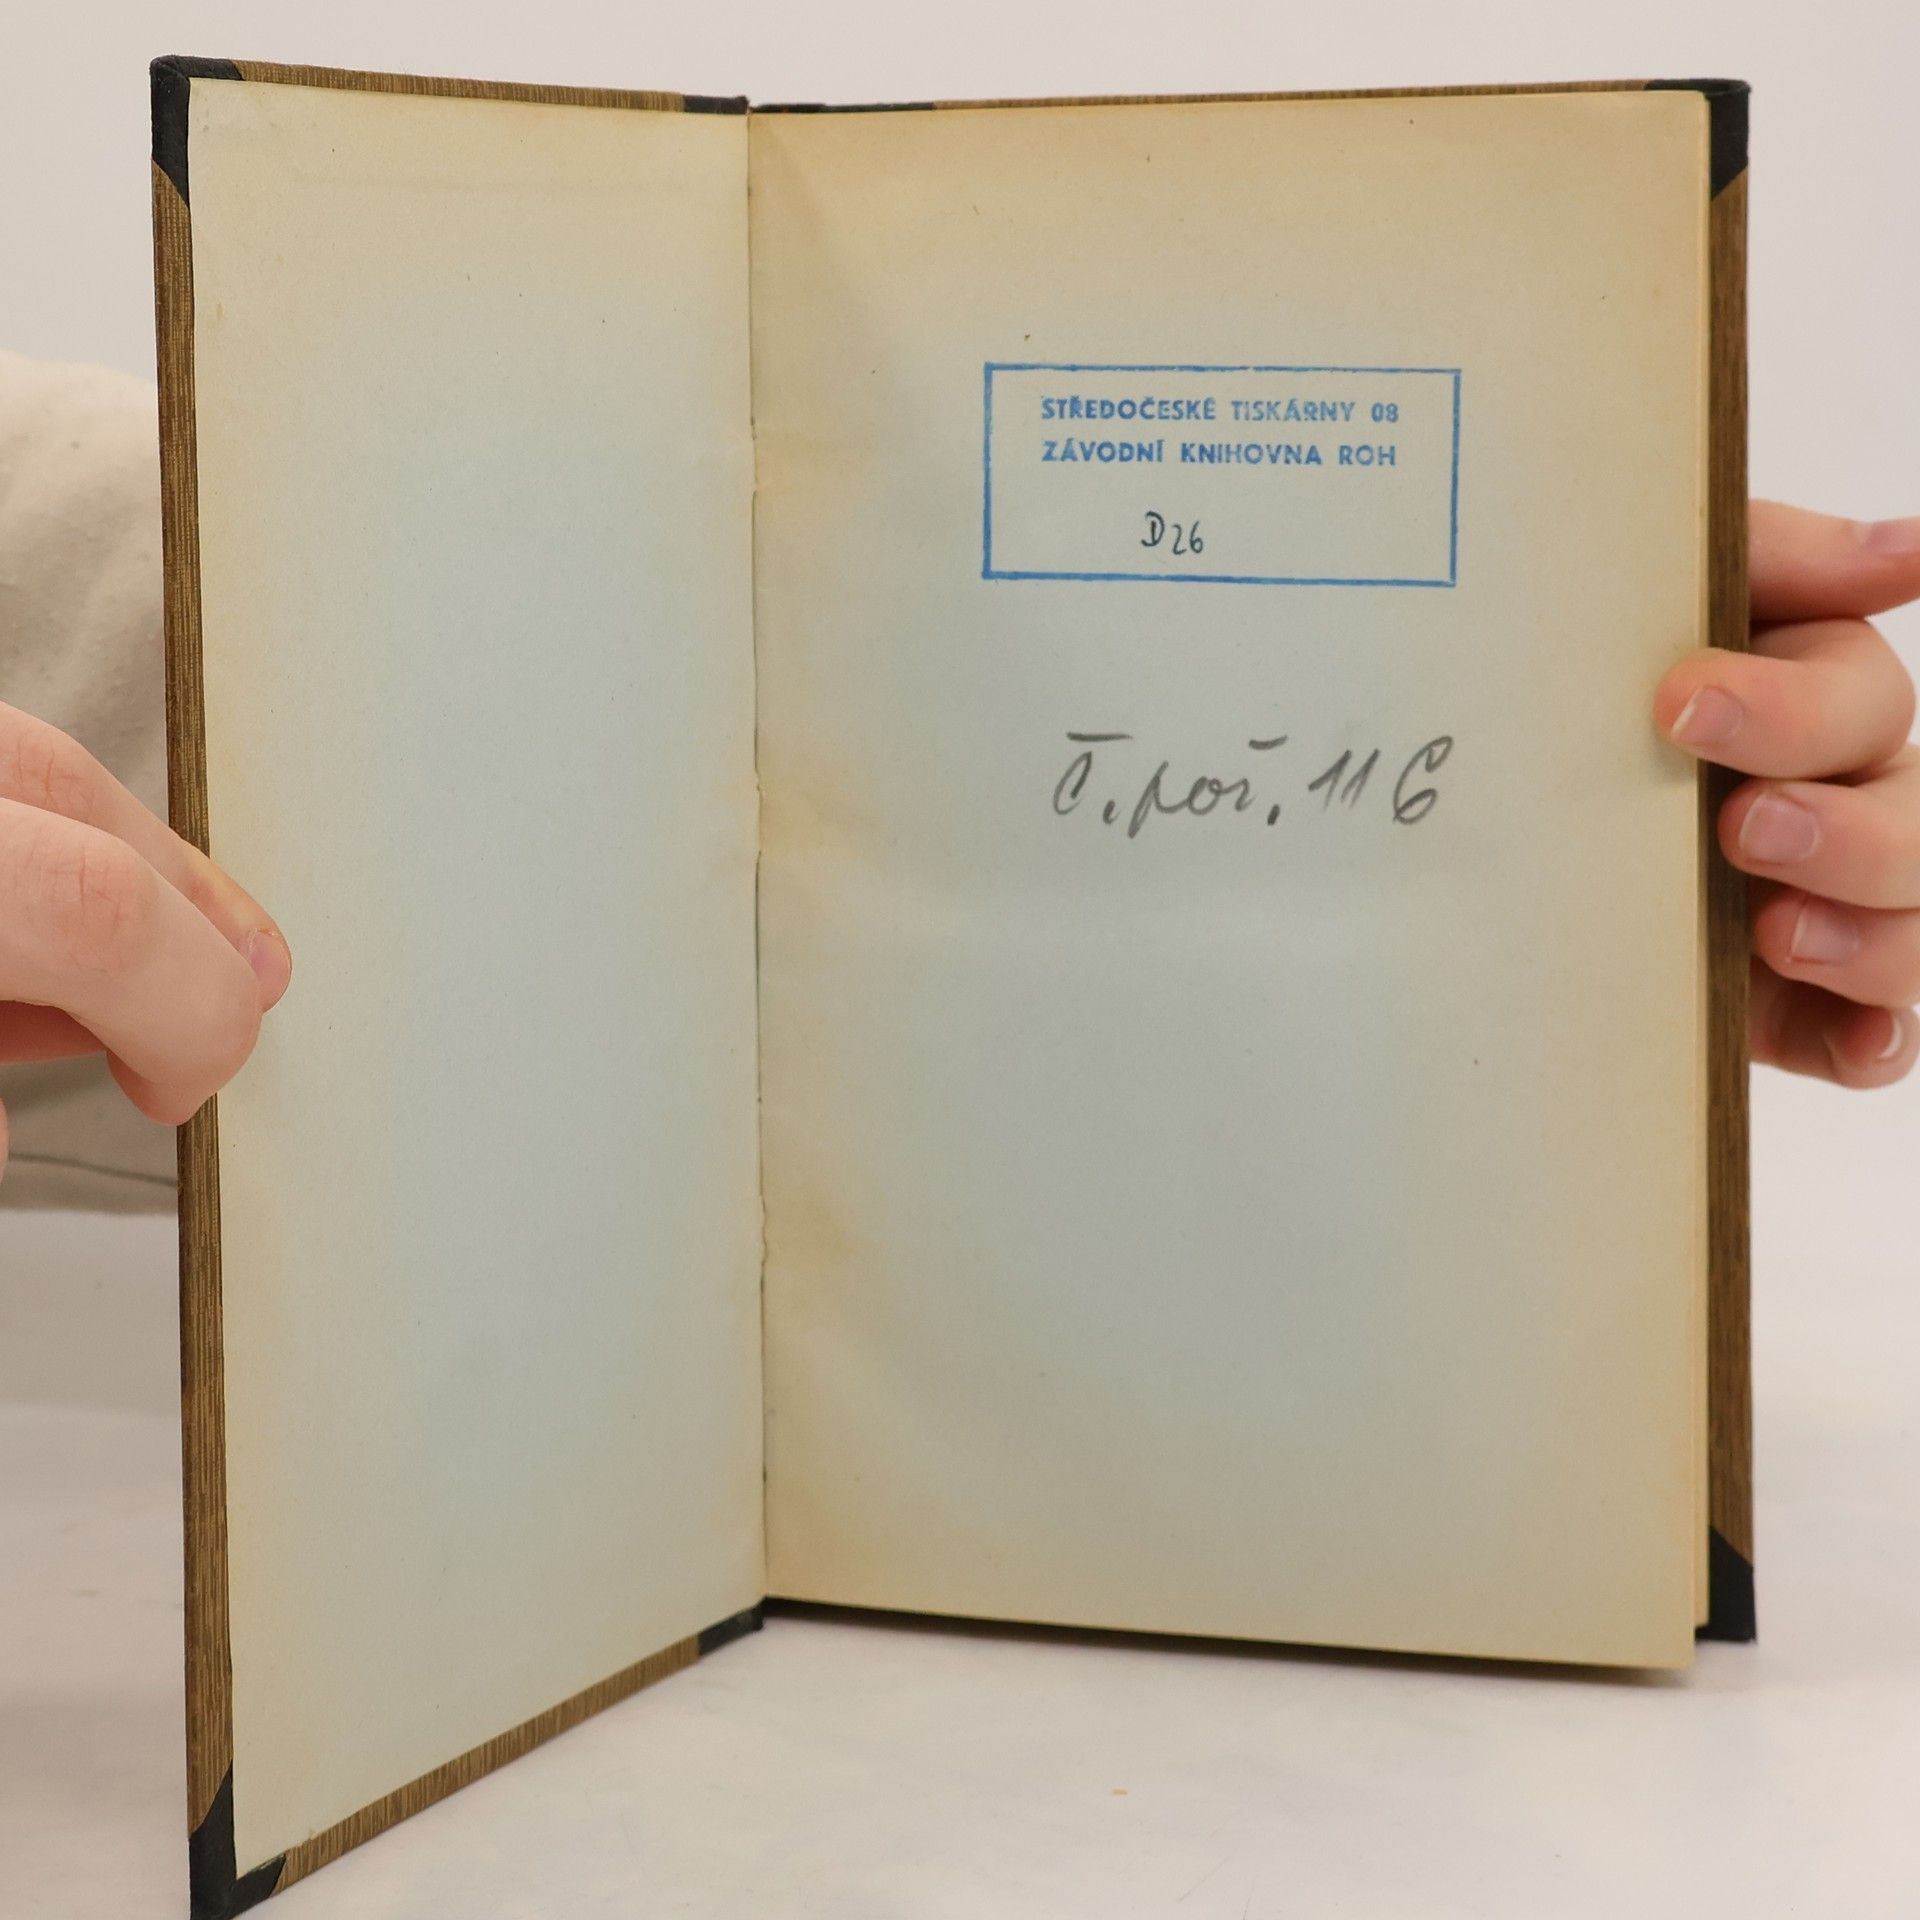 STŘEDOČESKÉ TISKÁRNY 08
ZÁVODNÍ KNIHOVNA ROH
D26
č. poř. 116